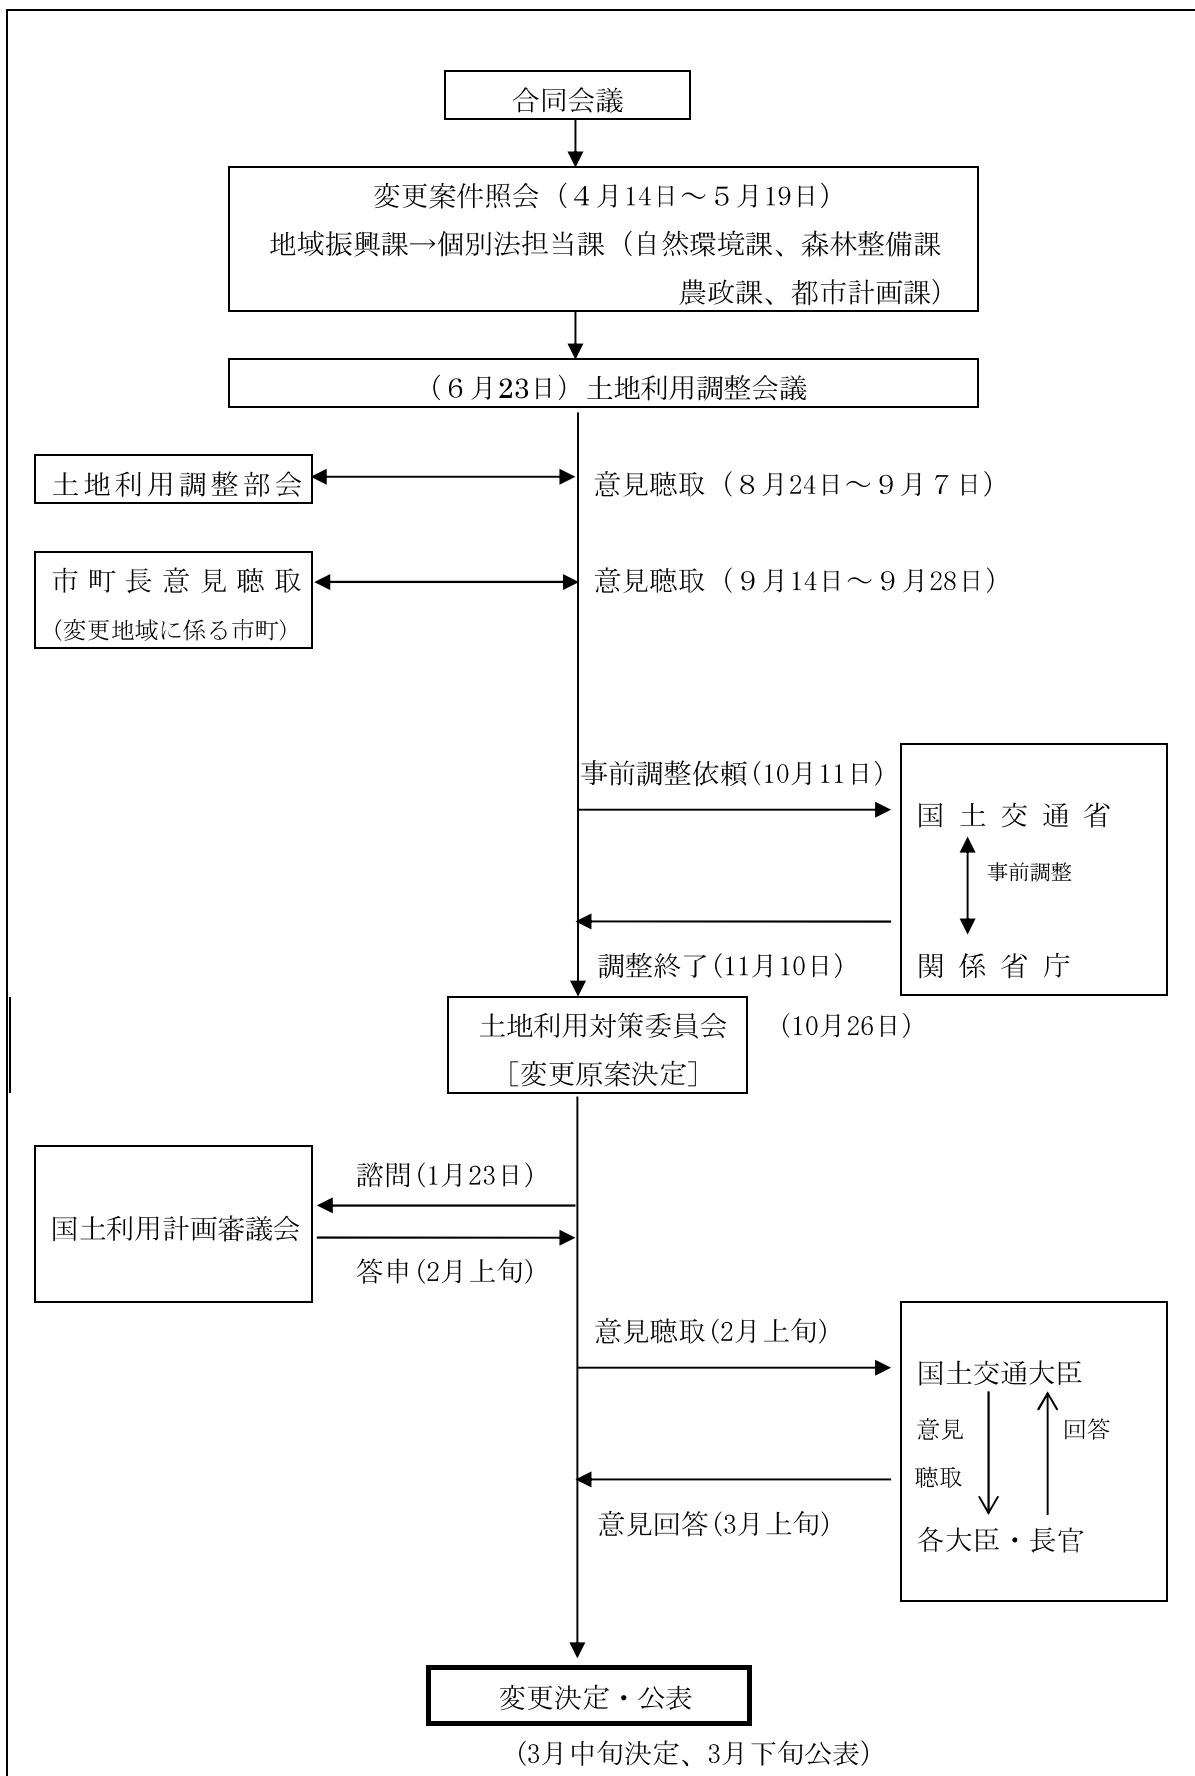 合同会議
変更案件照会（４月14日～５月19日）
地域振興課→個別法担当課（自然環境課、森林整備課
農政課、都市計画課）
（６月23日）土地利用調整会議
土地利用調整部会
意見聴取（８月24日～９月７日）
市町長意見聴取
意見聴取（９月14日～９月28日）
（変更地域に係る市町）
事前調整依頼(10月11日）
国土交通省
事前調整
調整終了(11月10日）
関係省庁
土地利用対策委員会
（10月26日）
［変更原案決定］
諮問(1月23日）
国土利用計画審議会
答申(2月上旬）
意見聴取(2月上旬）
国土交通大臣
意見
回答
聴取
意見回答(3月上旬）
各大臣・長官
変更決定・公表
（3月中旬決定、3月下旬公表）